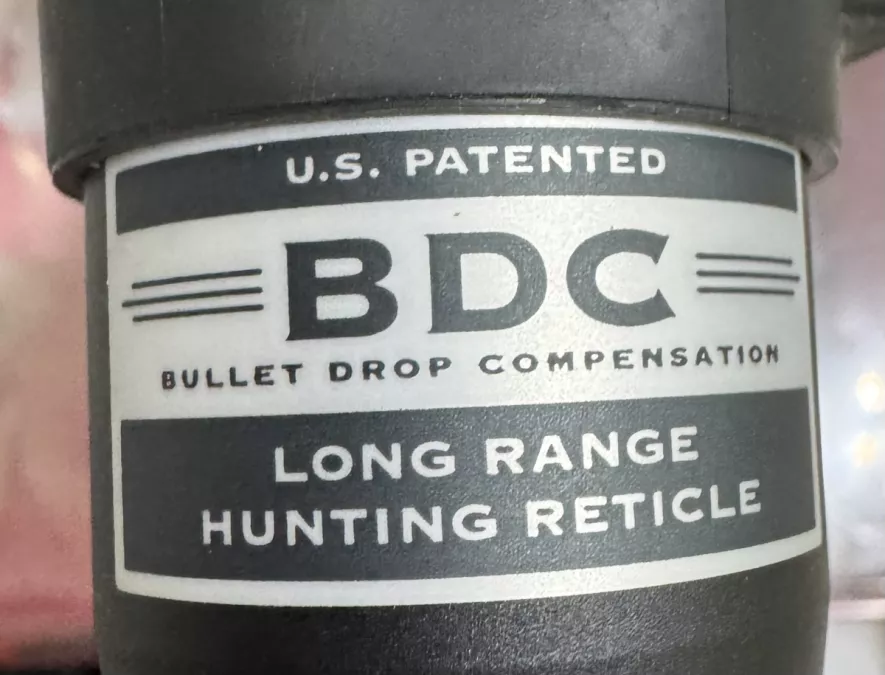 U.S. PATENTED
BDC
BULLET DROP COMPENSATION
LONG RANGE
HUNTING RETICLE